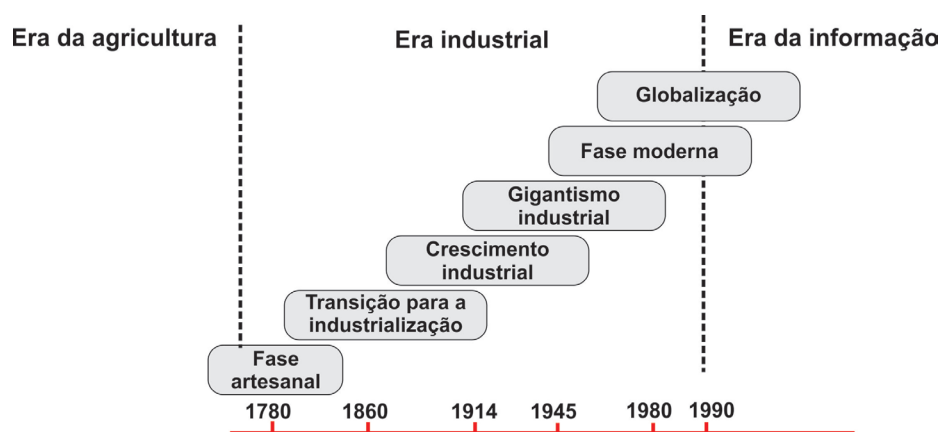 Era da agricultura
Era industrial
Era da informação
Globalização
Fase moderna
Gigantismo
industrial
Crescimento
industrial
Transição para a
industrialização
Fase
artesanal
1780
1860
1914
1945
1980
1990